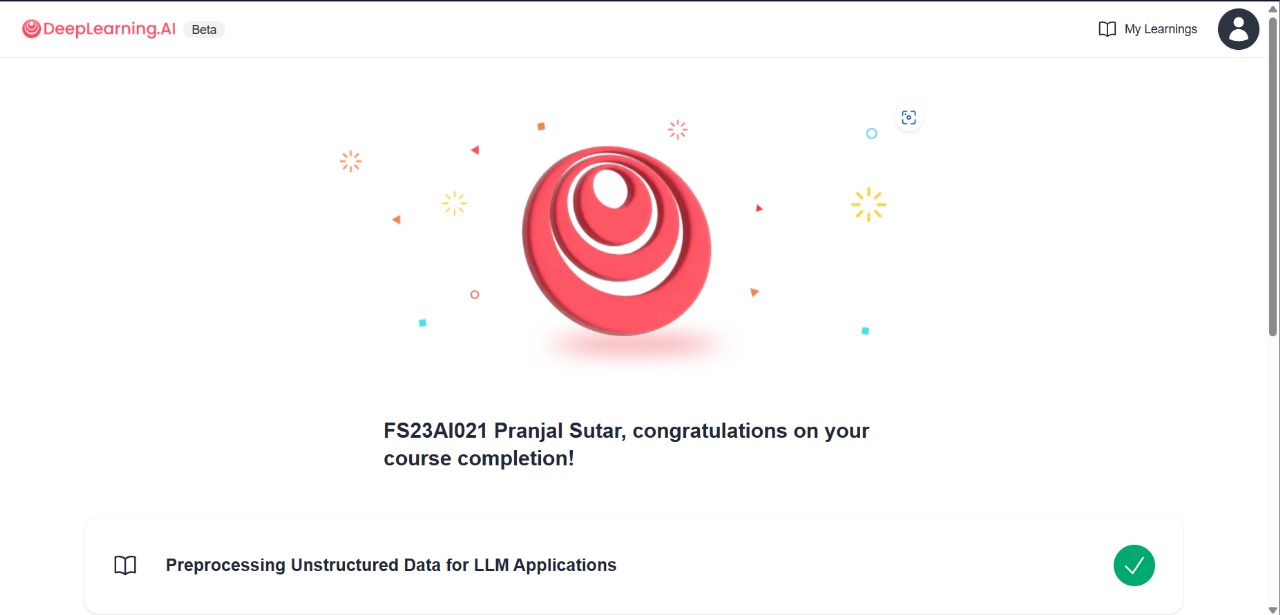 DeepLearning.AI Beta
My Learnings
FS23AI021 Pranjal Sutar, congratulations on your
course completion!
Preprocessing Unstructured Data for LLM Applications